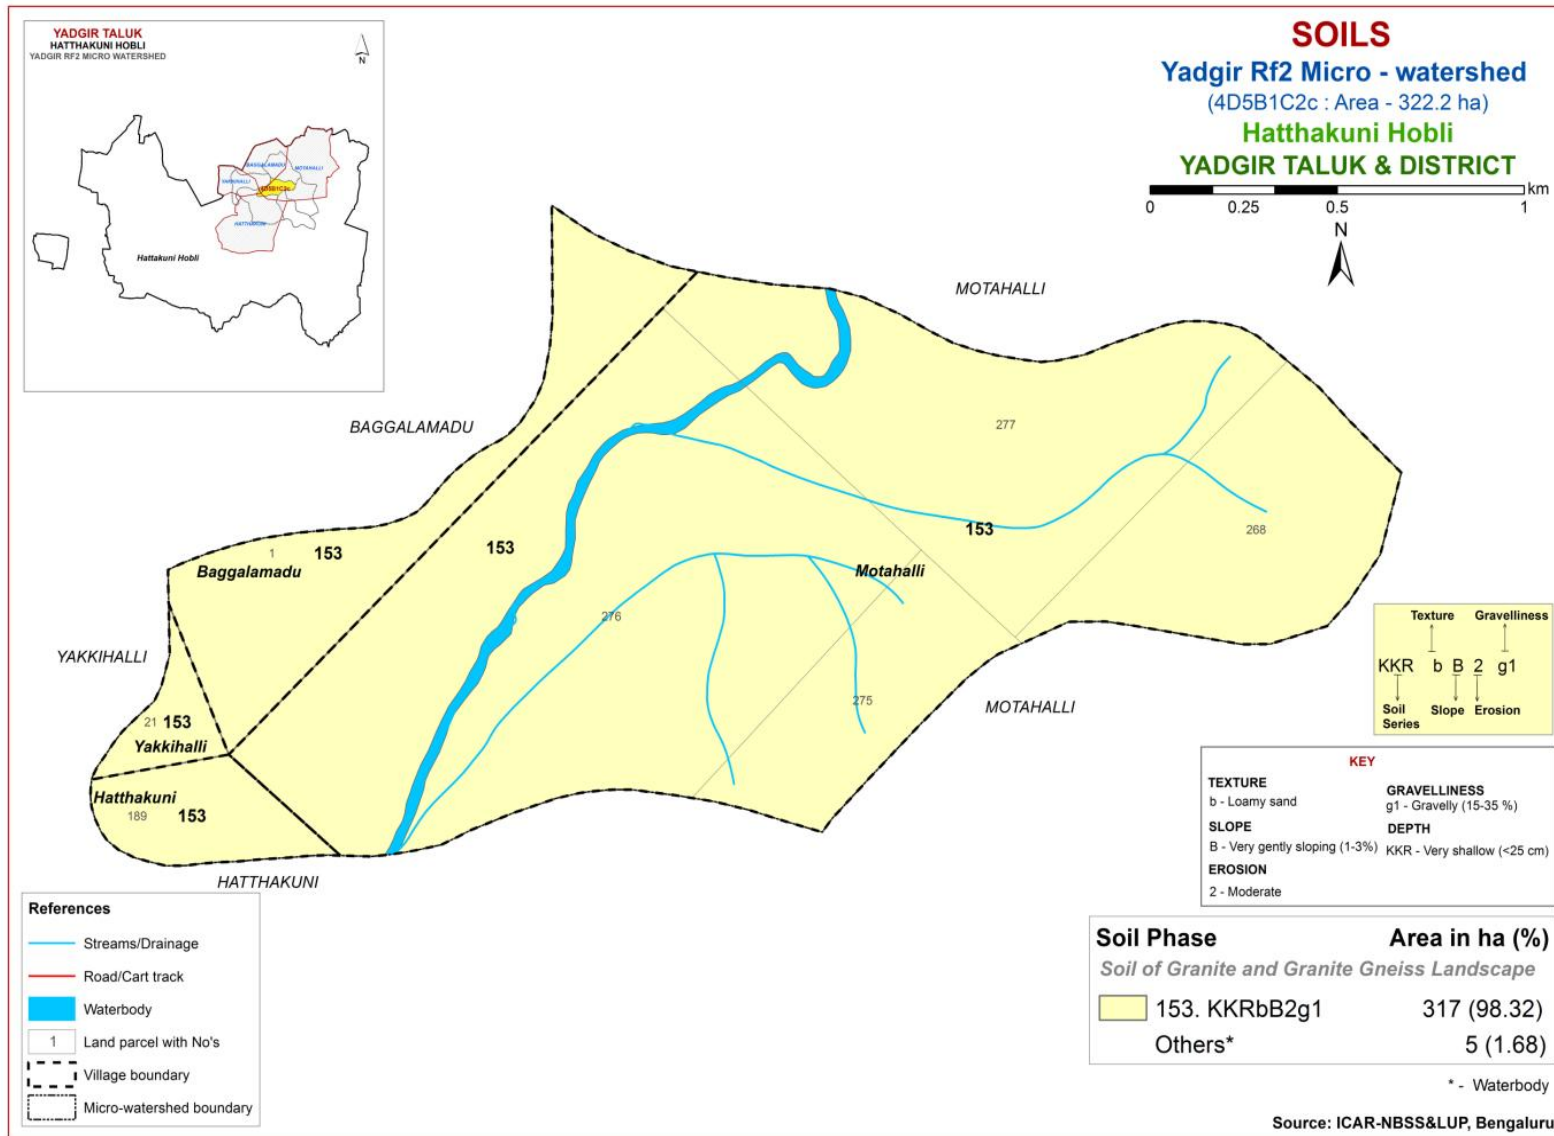 YADGIR TALUK
HATTHAKUNI HOBLI
YADGIR RF2 MICRO WATERSHED
N
BAGGALAMADU
MOTAHALLI
YAKKIHALLI
4D5B1C2c
HATTHAKUNI
Hattakuni Hobli
SOILS
Yadgir Rf2 Micro - watershed
(4D5B1C2c : Area - 322.2 ha)
Hatthakuni Hobli
YADGIR TALUK & DISTRICT
km
0 0.25 0.5 1
N
MOTAHALLI
BAGGALAMADU
277
153
268
153
1 153
Baggalamadu
Motahalli
276
YAKKIHALLI
275
MOTAHALLI
21 153
Yakkihalli
Hatthakuni
189 153
HATTHAKUNI
Texture Gravelliness
KKR b B 2 g1
Soil Series Slope Erosion
KEY
TEXTURE
b - Loamy sand
SLOPE
B - Very gently sloping (1-3%)
EROSION
2 - Moderate
GRAVELLINESS
g1 - Gravelly (15-35 %)
DEPTH
KKR - Very shallow (<25 cm)
References
Streams/Drainage
Road/Cart track
Waterbody
1 Land parcel with No's
Village boundary
Micro-watershed boundary
Soil Phase Area in ha (%)
Soil of Granite and Granite Gneiss Landscape
153. KKRbB2g1 317 (98.32)
Others* 5 (1.68)
* - Waterbody
Source: ICAR-NBSS&LUP, Bengaluru